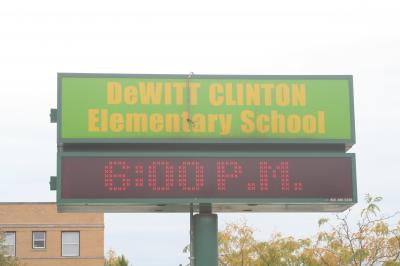 DeWITT CLINTON
Elementary School
6:00 P.M.